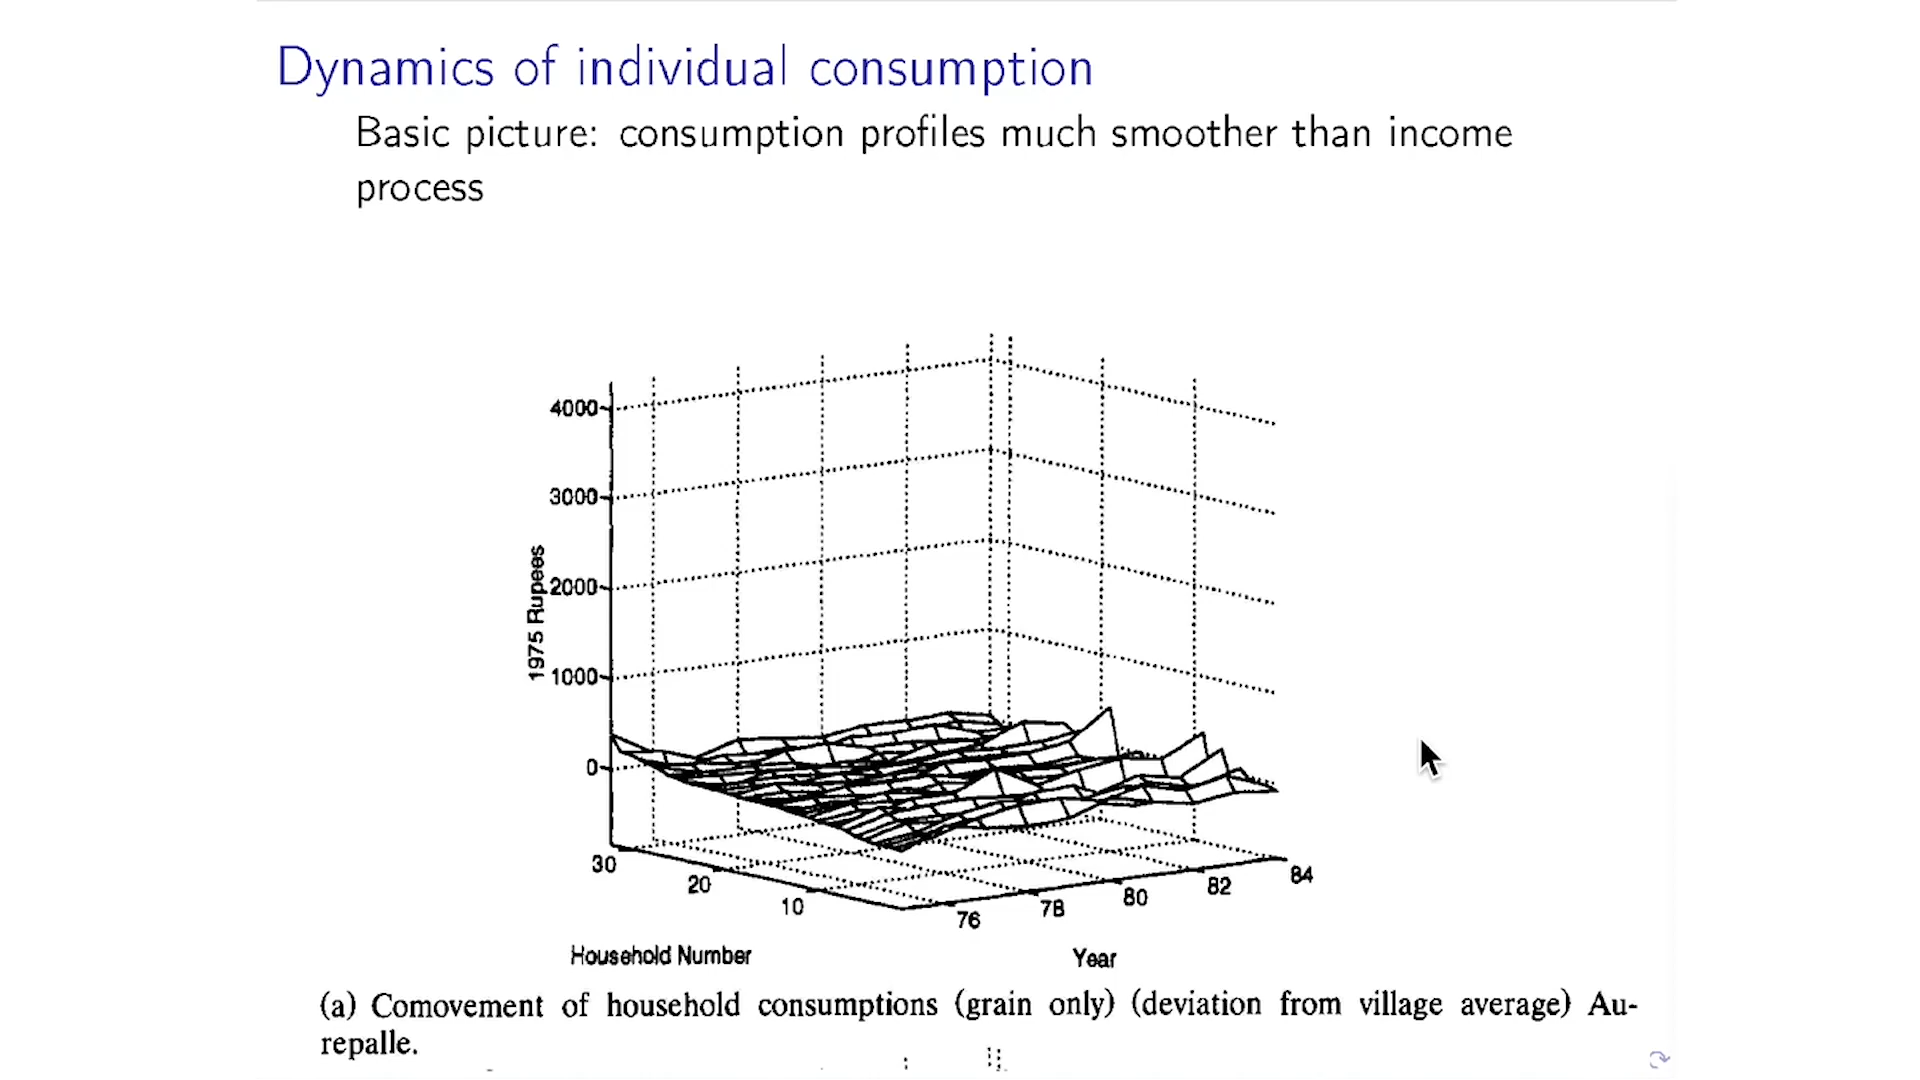 Dynamics of individual consumption
Basic picture: consumption profiles much smoother than income
process
4000
3000
2000
1000
0
1975 Rupees
30
20
10
76
78
80
82
84
Household Number
Year
(a) Comovement of household consumptions (grain only) (deviation from village average) Au-
repalle.